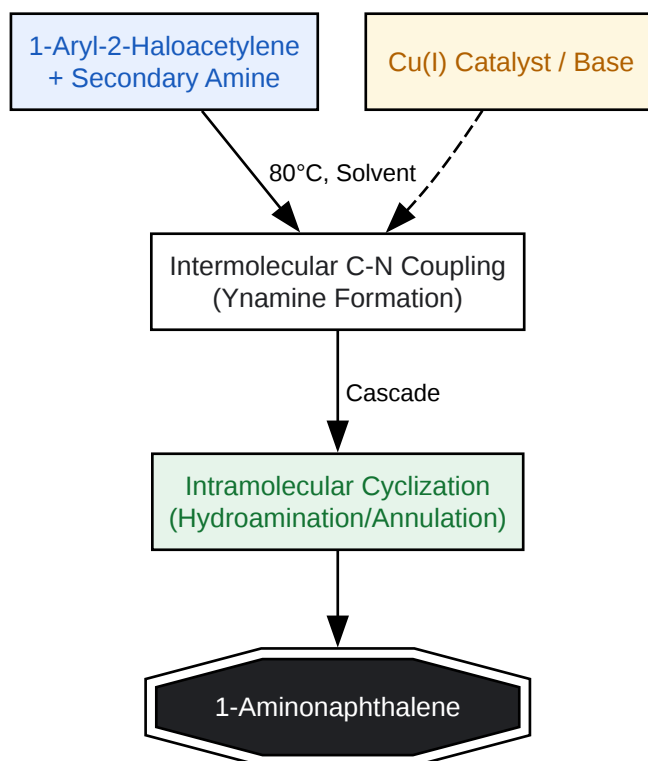 1-Aryl-2-Haloacetylene
+ Secondary Amine
Cu(I) Catalyst / Base
80°C, Solvent
Intermolecular C-N Coupling
(Ynamine Formation)
Cascade
Intramolecular Cyclization
(Hydroamination/Annulation)
1-Aminonaphthalene